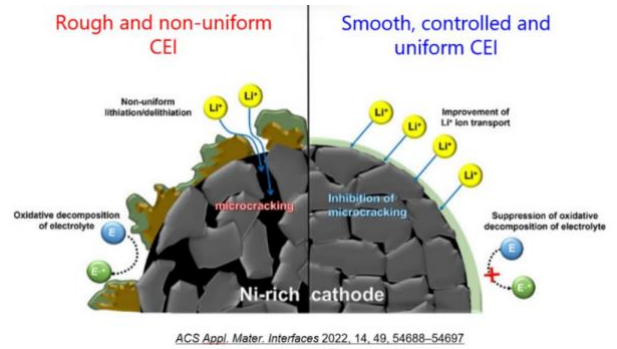 Rough and non-uniform
CEI
Smooth, controlled and
uniform CEI
Non-uniform
lithiation/delithiation
Li⁺
Li⁺
Li⁺
Li⁺
Li⁺
Li⁺
Improvement of
Li⁺ ion transport
microcracking
Inhibition of
microcracking
Oxidative decomposition
of electrolyte
E
E⁺
Suppression of oxidative
decomposition of electrolyte
E
E⁺
Ni-rich cathode
ACS Appl. Mater. Interfaces 2022, 14, 49, 54688–54697